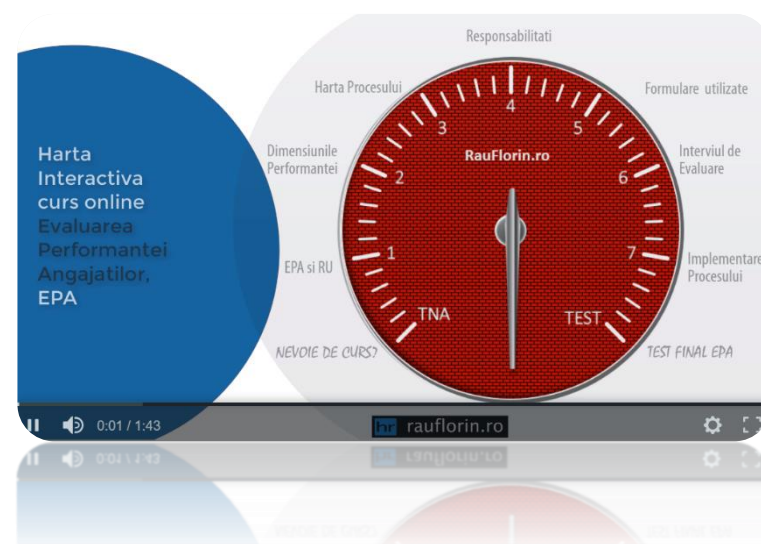 Harta
Interactiva
curs online
Evaluarea
Performantei
Angajatilor,
EPA
Responsabilitati
Harta Procesului
Formulare utilizate
Dimensiunile
Performantei
Interviul de
Evaluare
EPA si RU
Implementare
Procesului
NEVOIE DE CURS?
TEST FINAL EPA
RauFlorin.ro
TNA
1
2
3
4
5
6
7
TEST
0:01 / 1:43
hr rauflorin.ro